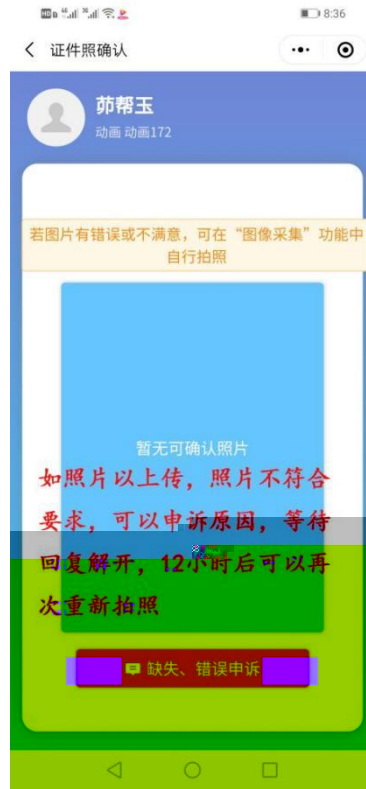 8:36
证件照确认
茆帮玉
动画 动画172
若图片有错误或不满意，可在“图像采集”功能中
自行拍照
暂无可确认照片
如照片以上传，照片不符合
要求，可以申诉原因，等待
回复解开，12小时后可以再
次重新拍照
缺失、错误申诉